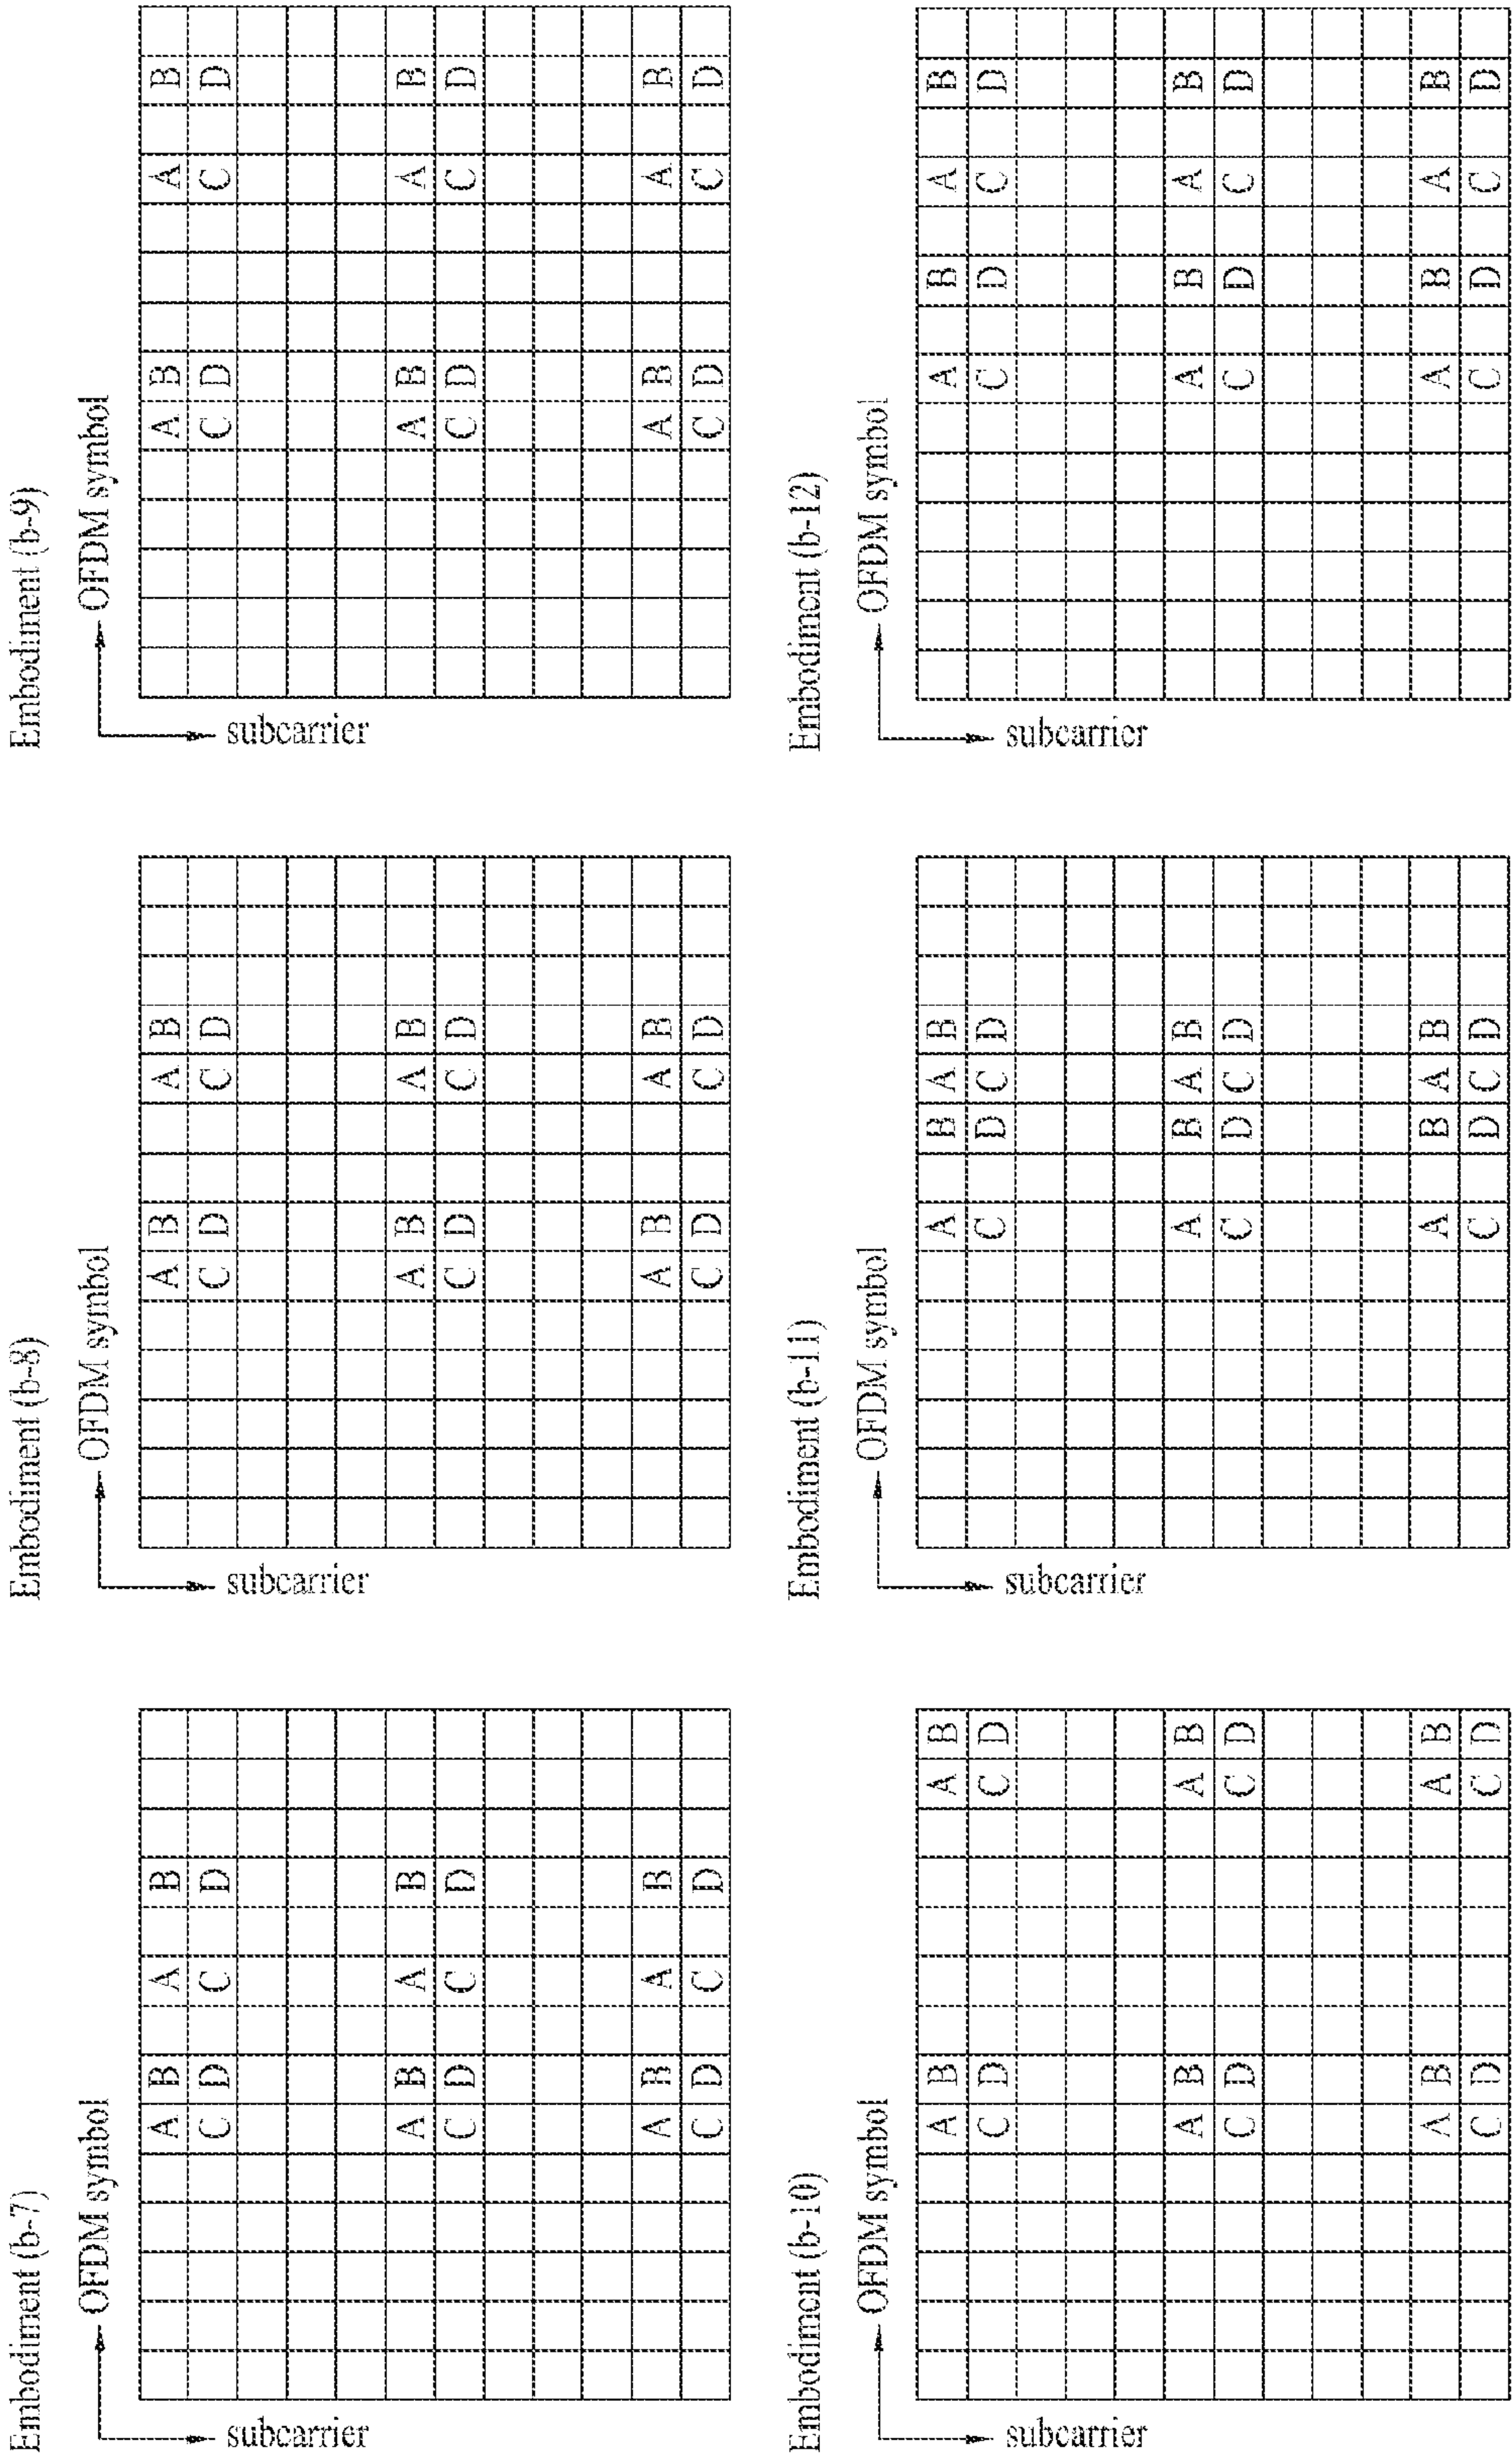 Embodiment (b-7)
OFDM symbol
subcarrier
A B A B
C D C D
A B A B
C D C D
A B A B
C D C D
Embodiment (b-8)
OFDM symbol
subcarrier
A B A B
C D C D
A B A B
C D C D
A B A B
C D C D
Embodiment (b-9)
OFDM symbol
subcarrier
A B A B
C D C D
A B A B
C D C D
A B A B
C D C D
Embodiment (b-10)
OFDM symbol
subcarrier
A B A B
C D C D
A B A B
C D C D
A B A B
C D C D
Embodiment (b-11)
OFDM symbol
subcarrier
A B A B
C D C D
A B A B
C D C D
A B A B
C D C D
Embodiment (b-12)
OFDM symbol
subcarrier
A B A B
C D C D
A B A B
C D C D
A B A B
C D C D